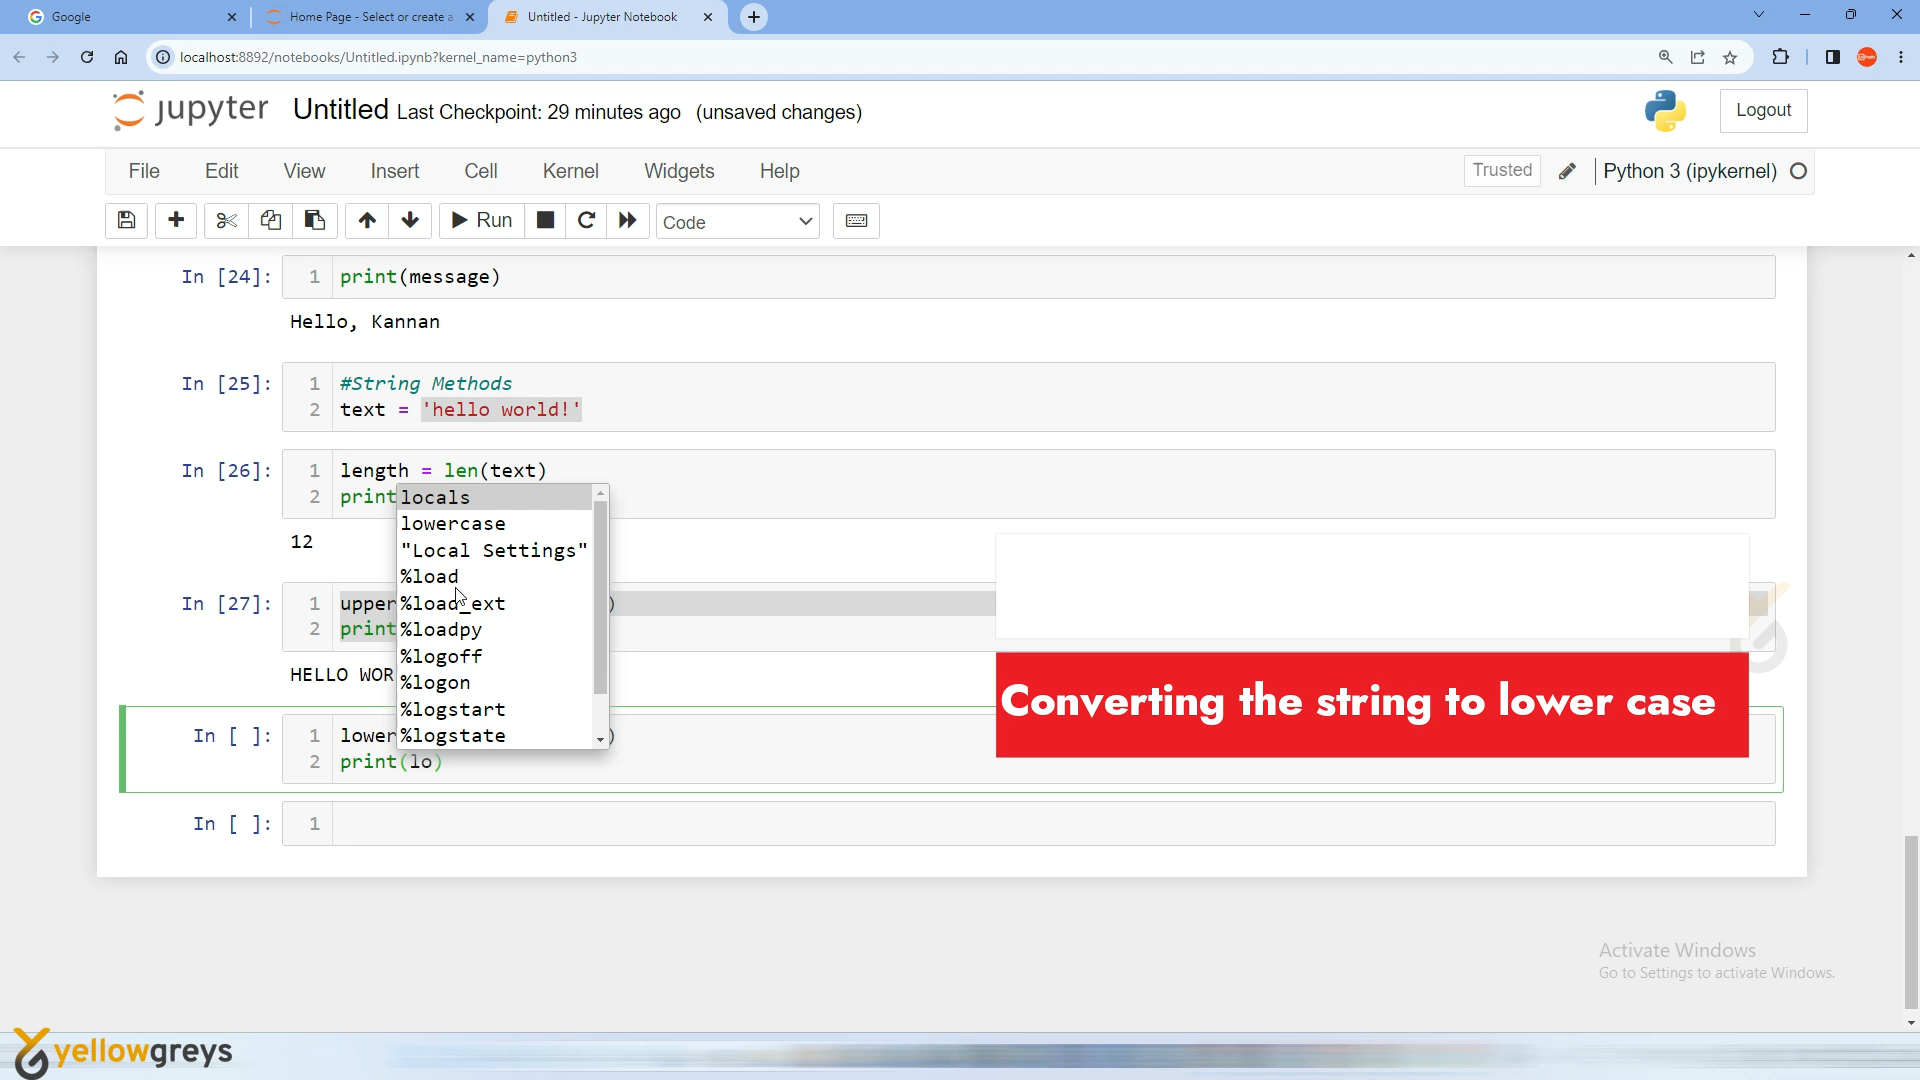 Google
Home Page - Select or create a
Untitled - Jupyter Notebook
localhost:8892/notebooks/Untitled.ipynb?kernel_name=python3
jupyter Untitled Last Checkpoint: 29 minutes ago (unsaved changes)
Logout
File Edit View Insert Cell Kernel Widgets Help
Trusted
Python 3 (ipykernel)
Run
Code
In [24]: 1 print(message)
Hello, Kannan
In [25]: 1 #String Methods
2 text = 'hello world!'
In [26]: 1 length = len(text)
2 print
12
In [27]: 1 upper )
2 print
HELLO WOR
In [ ]: 1 lower )
2 print(lo)
In [ ]: 1
locals
lowercase
"Local Settings"
%load
%load_ext
%loadpy
%logoff
%logon
%logstart
%logstate
Converting the string to lower case
Activate Windows
Go to Settings to activate Windows.
yellowgreys